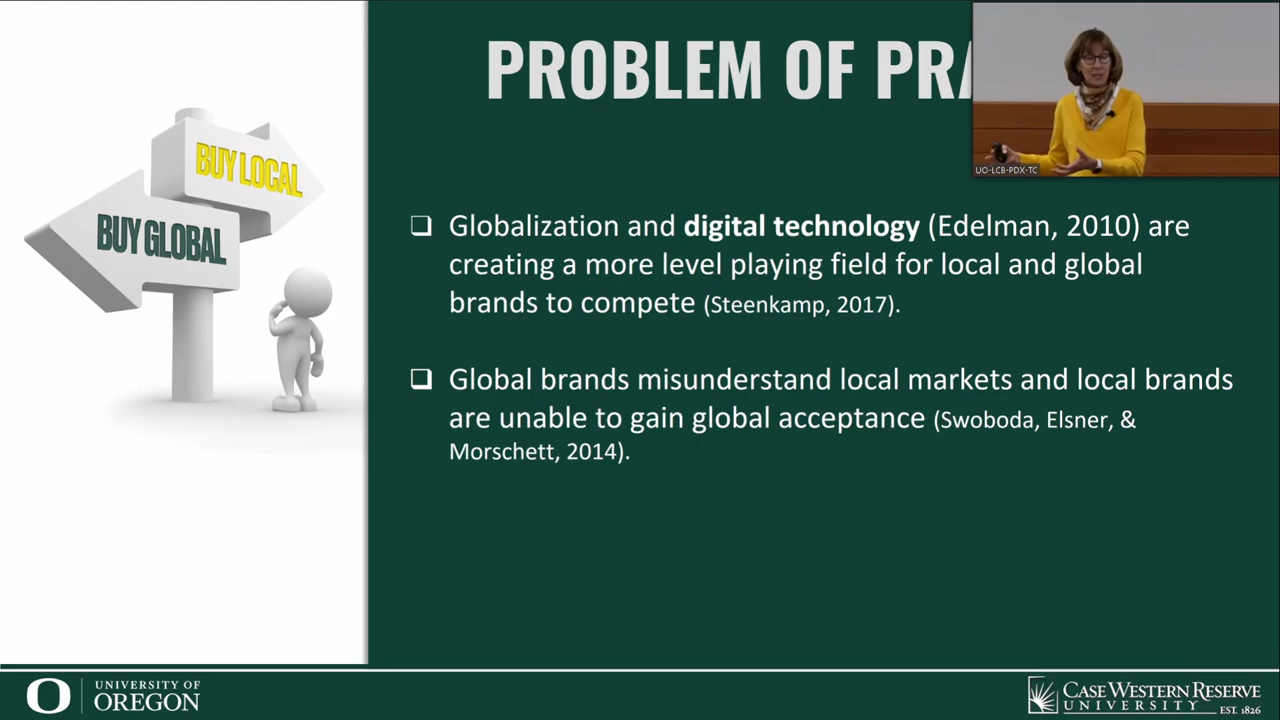 PROBLEM OF PRA
UO-LCB-PDX-TC
BUY LOCAL
BUY GLOBAL
❑ Globalization and digital technology (Edelman, 2010) are
creating a more level playing field for local and global
brands to compete (Steenkamp, 2017).
❑ Global brands misunderstand local markets and local brands
are unable to gain global acceptance (Swoboda, Elsner, &
Morschett, 2014).
O
UNIVERSITY OF
OREGON
CASE WESTERN RESERVE
UNIVERSITY
EST. 1826